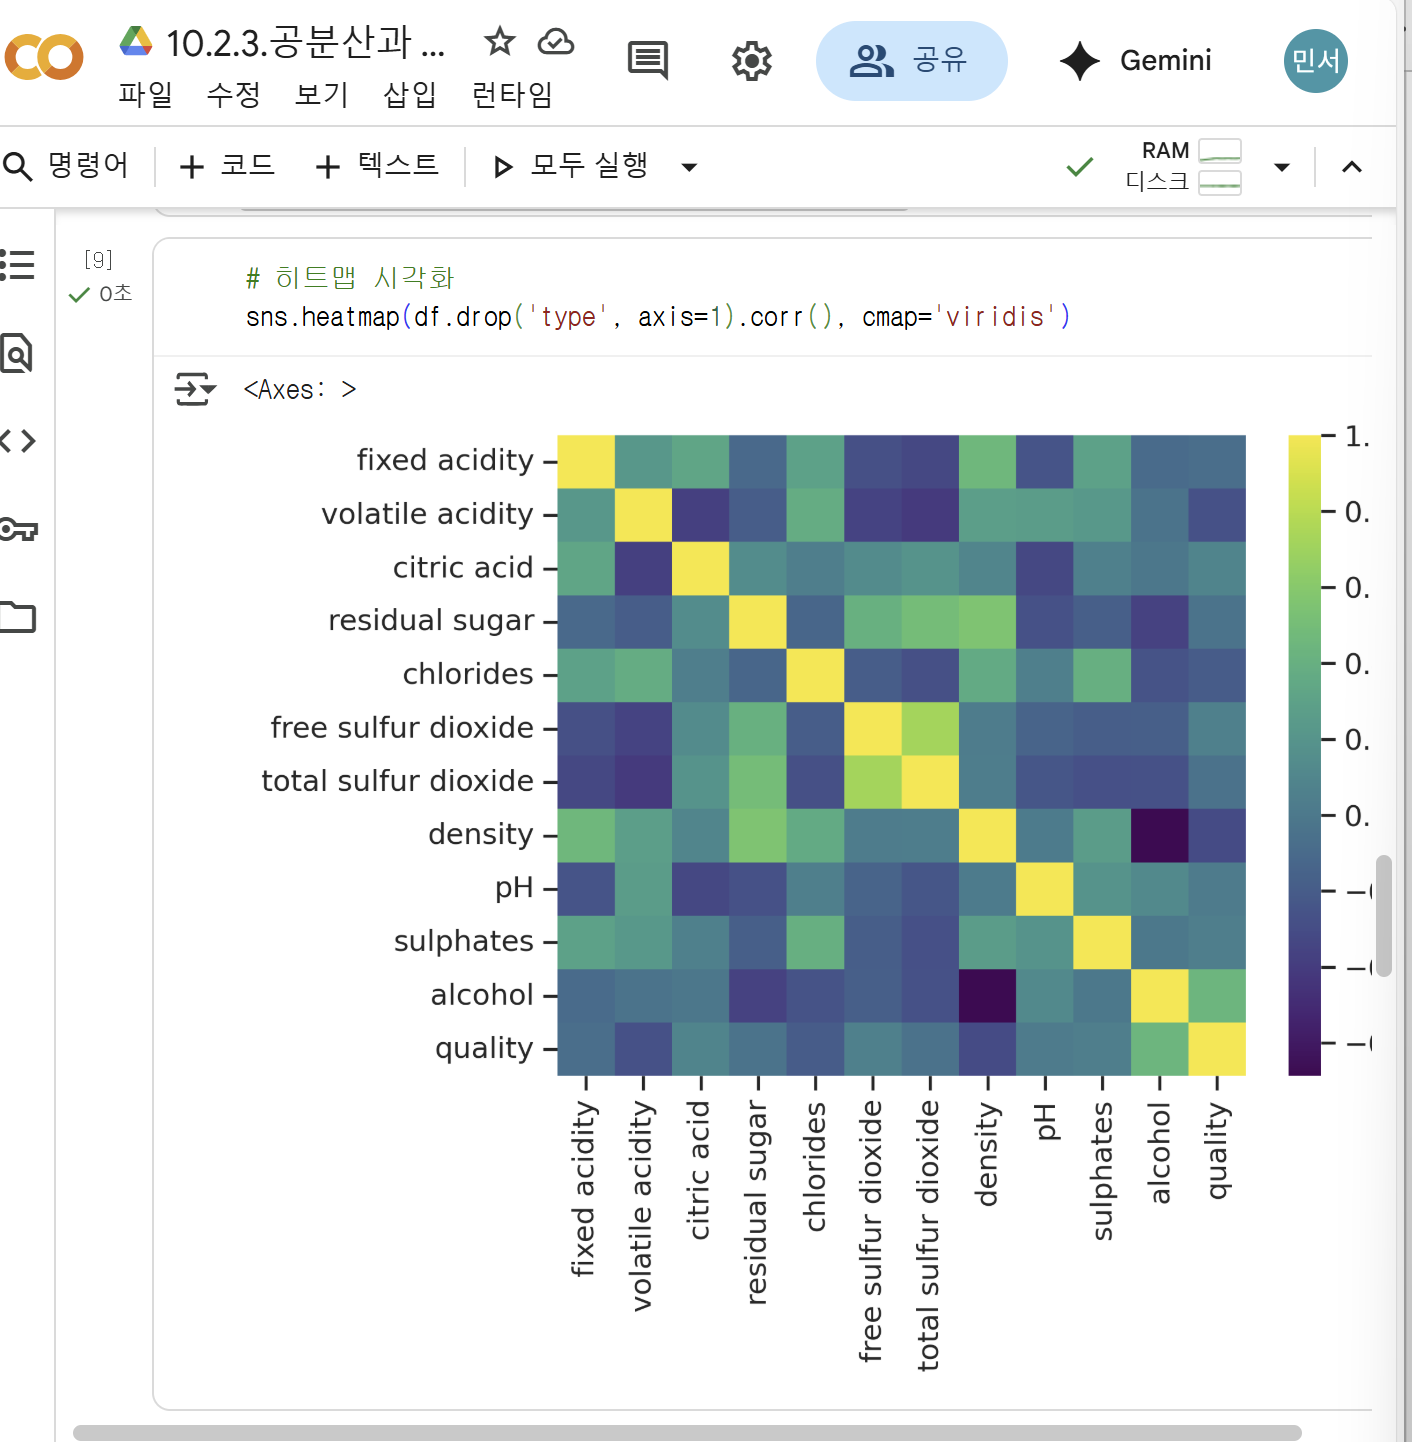 10.2.3.공분산과 ...
공유
Gemini
민서
파일 수정 보기 삽입 런타임
명령어 + 코드 + 텍스트 모두 실행
RAM
디스크
[9]
0초
# 히트맵 시각화
sns.heatmap(df.drop('type', axis=1).corr(), cmap='viridis')
<Axes: >
fixed acidity
volatile acidity
citric acid
residual sugar
chlorides
free sulfur dioxide
total sulfur dioxide
density
pH
sulphates
alcohol
quality
fixed acidity
volatile acidity
citric acid
residual sugar
chlorides
free sulfur dioxide
total sulfur dioxide
density
pH
sulphates
alcohol
quality
1.
0.
0.
0.
0.
0.